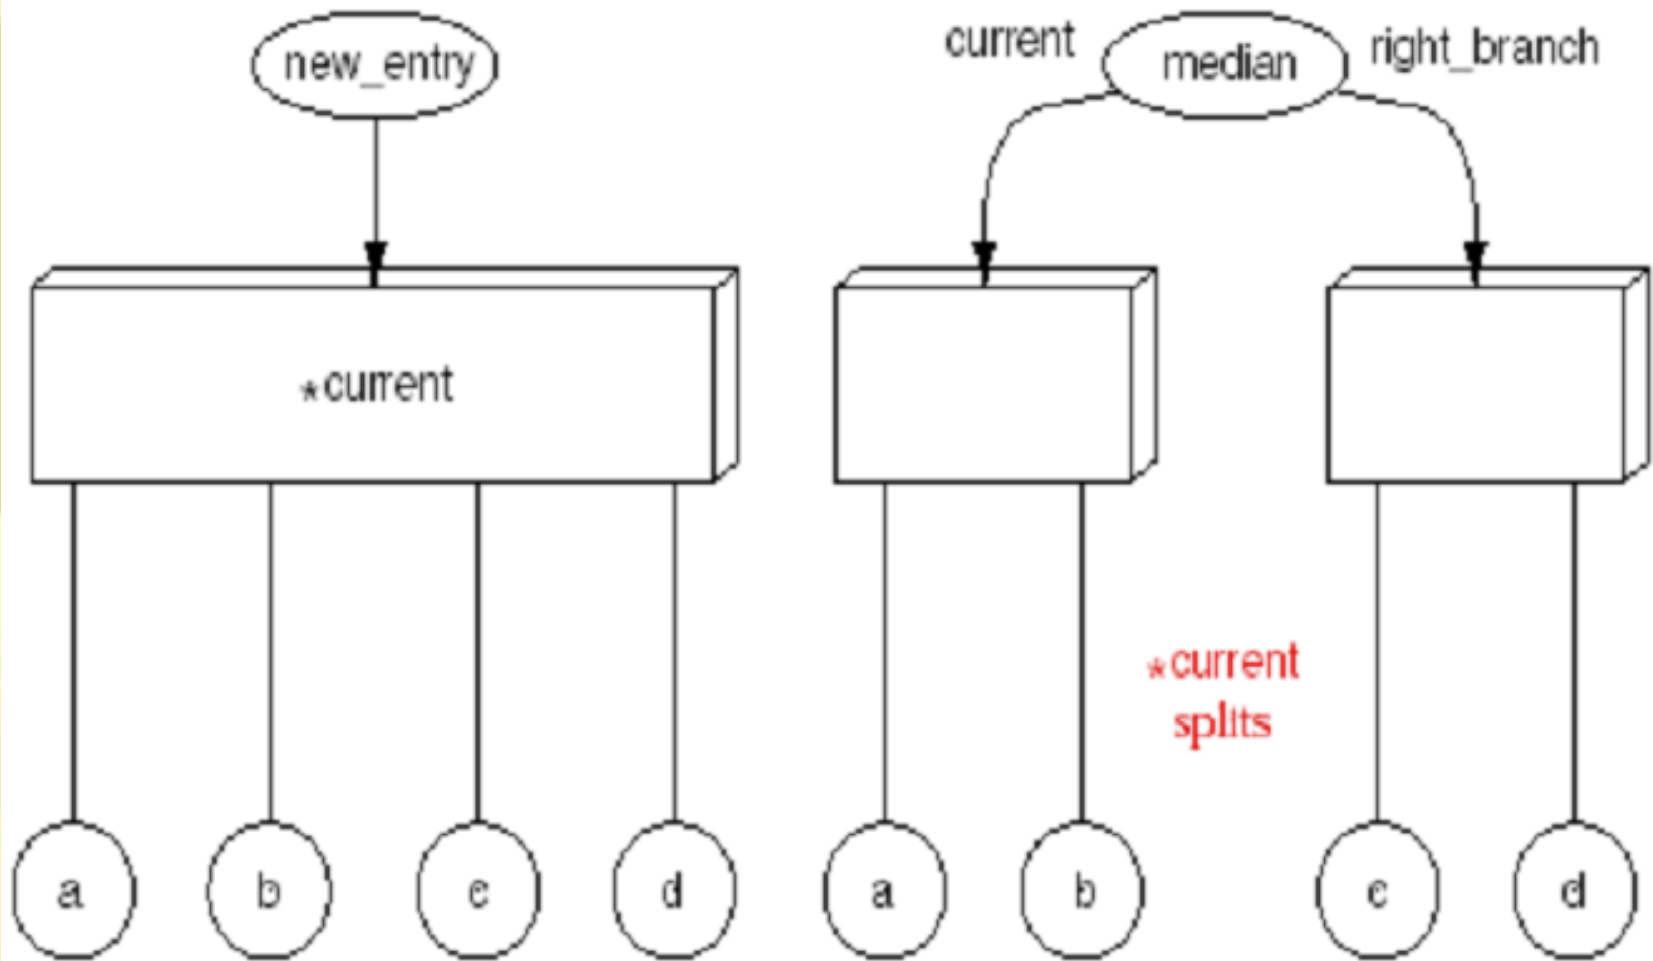 new_entry
current
median
right_branch
*current
*current
splits
a
b
c
d
a
b
c
d